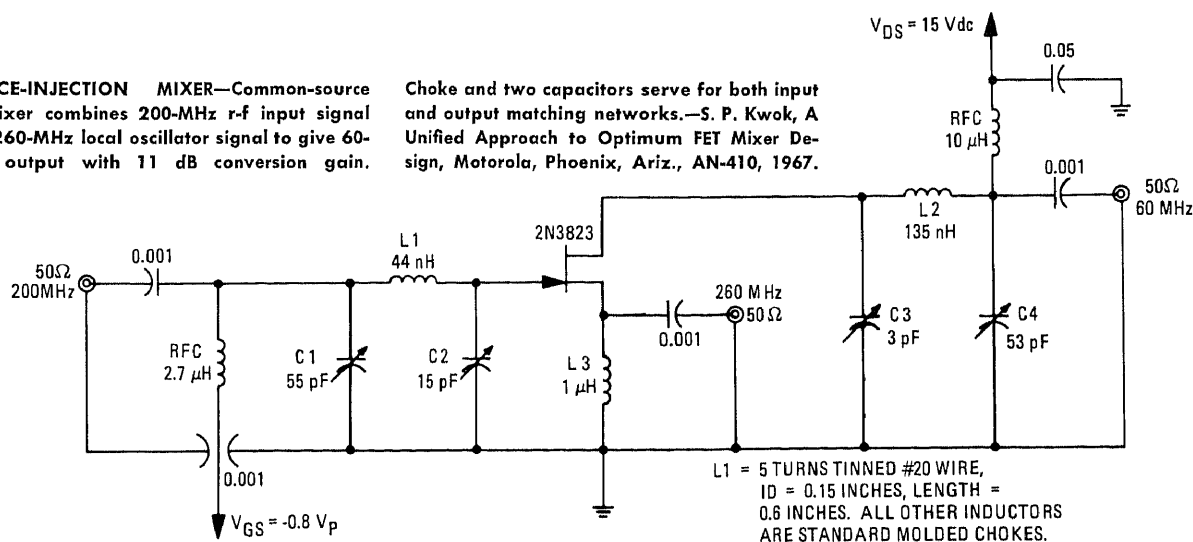 CE-INJECTION MIXER—Common-source
ixer combines 200-MHz r-f input signal
260-MHz local oscillator signal to give 60-
output with 11 dB conversion gain.
Choke and two capacitors serve for both input
and output matching networks.—S. P. Kwok, A
Unified Approach to Optimum FET Mixer De-
sign, Motorola, Phoenix, Ariz., AN-410, 1967.
VDS = 15 Vdc
0.05
RFC
10 μH
0.001
50Ω
60 MHz
L2
135 nH
2N3823
L1
44 nH
0.001
50Ω
200MHz
260 MHz
50Ω
0.001
C3
3 pF
C4
53 pF
RFC
2.7 μH
C1
55 pF
C2
15 pF
L3
1 μH
0.001
VGS = -0.8 VP
L1 = 5 TURNS TINNED #20 WIRE,
ID = 0.15 INCHES, LENGTH =
0.6 INCHES. ALL OTHER INDUCTORS
ARE STANDARD MOLDED CHOKES.